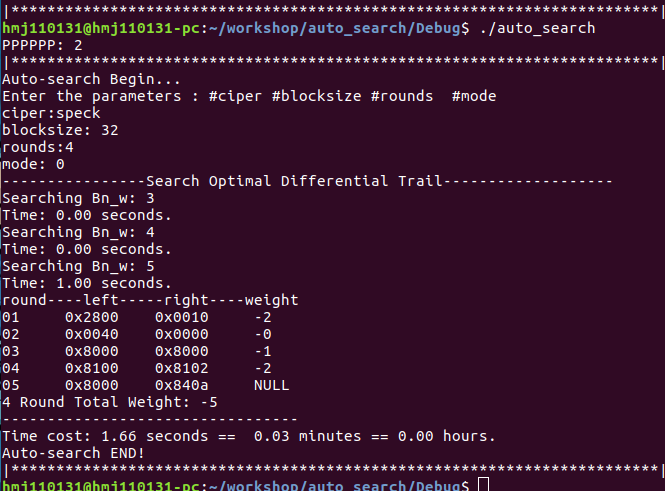 |************************************************************************|
hmj110131@hmj110131-pc:~/workshop/auto_search/Debug$ ./auto_search
PPPPPP: 2
|************************************************************************|
Auto-search Begin...
Enter the parameters : #ciper #blocksize #rounds  #mode
ciper:speck
blocksize: 32
rounds:4
mode: 0
----------------Search Optimal Differential Trail-------------------
Searching Bn_w: 3
Time: 0.00 seconds.
Searching Bn_w: 4
Time: 0.00 seconds.
Searching Bn_w: 5
Time: 1.00 seconds.
round----left-----right----weight
01     0x2800    0x0010     -2
02     0x0040    0x0000     -0
03     0x8000    0x8000     -1
04     0x8100    0x8102     -2
05     0x8000    0x840a     NULL
4 Round Total Weight: -5
---------------------------------
Time cost: 1.66 seconds ==  0.03 minutes == 0.00 hours.
Auto-search END!
|************************************************************************|
hmj110131@hmj110131-pc:~/workshop/auto_search/Debug$